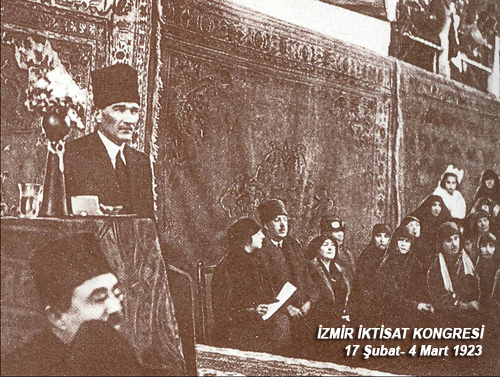 İZMİR İKTİSAT KONGRESİ
17 Şubat- 4 Mart 1923